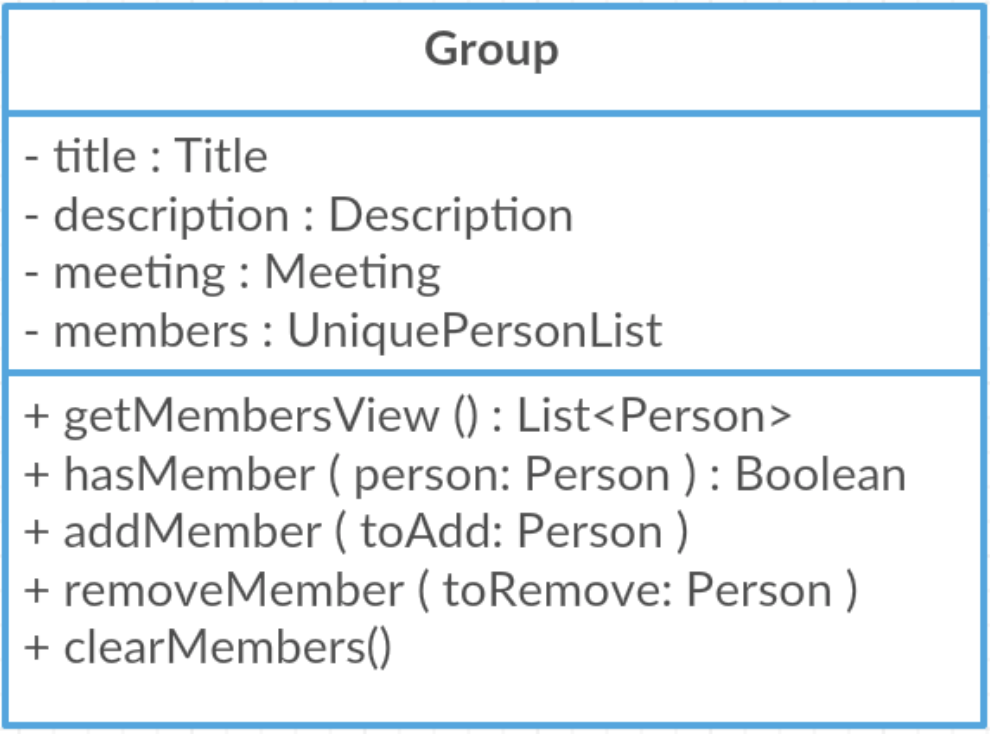 Group
- title : Title
- description : Description
- meeting : Meeting
- members : UniquePersonList
+ getMembersView () : List<Person>
+ hasMember ( person: Person ) : Boolean
+ addMember ( toAdd: Person )
+ removeMember ( toRemove: Person )
+ clearMembers()